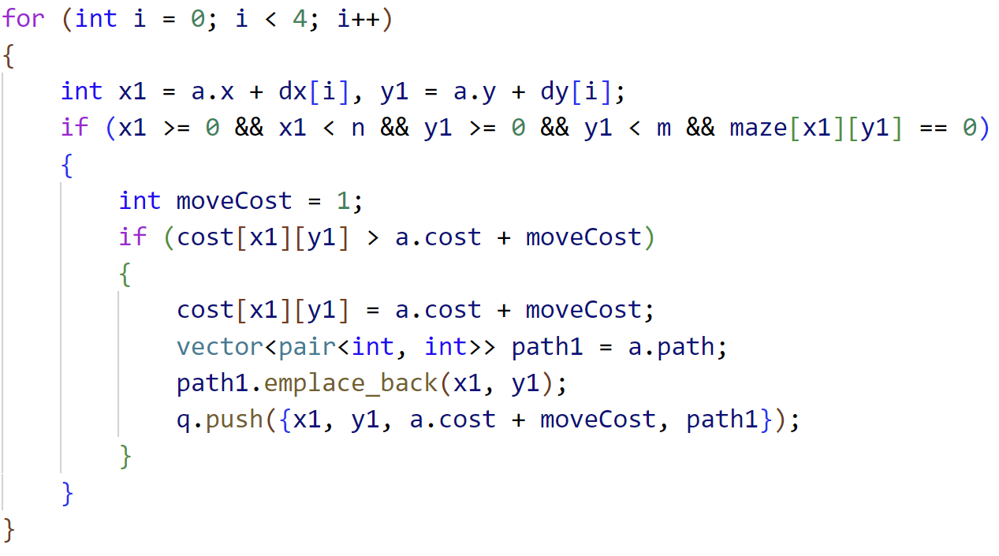 for (int i = 0; i < 4; i++)
{
    int x1 = a.x + dx[i], y1 = a.y + dy[i];
    if (x1 >= 0 && x1 < n && y1 >= 0 && y1 < m && maze[x1][y1] == 0)
    {
        int moveCost = 1;
        if (cost[x1][y1] > a.cost + moveCost)
        {
            cost[x1][y1] = a.cost + moveCost;
            vector<pair<int, int>> path1 = a.path;
            path1.emplace_back(x1, y1);
            q.push({x1, y1, a.cost + moveCost, path1});
        }
    }
}